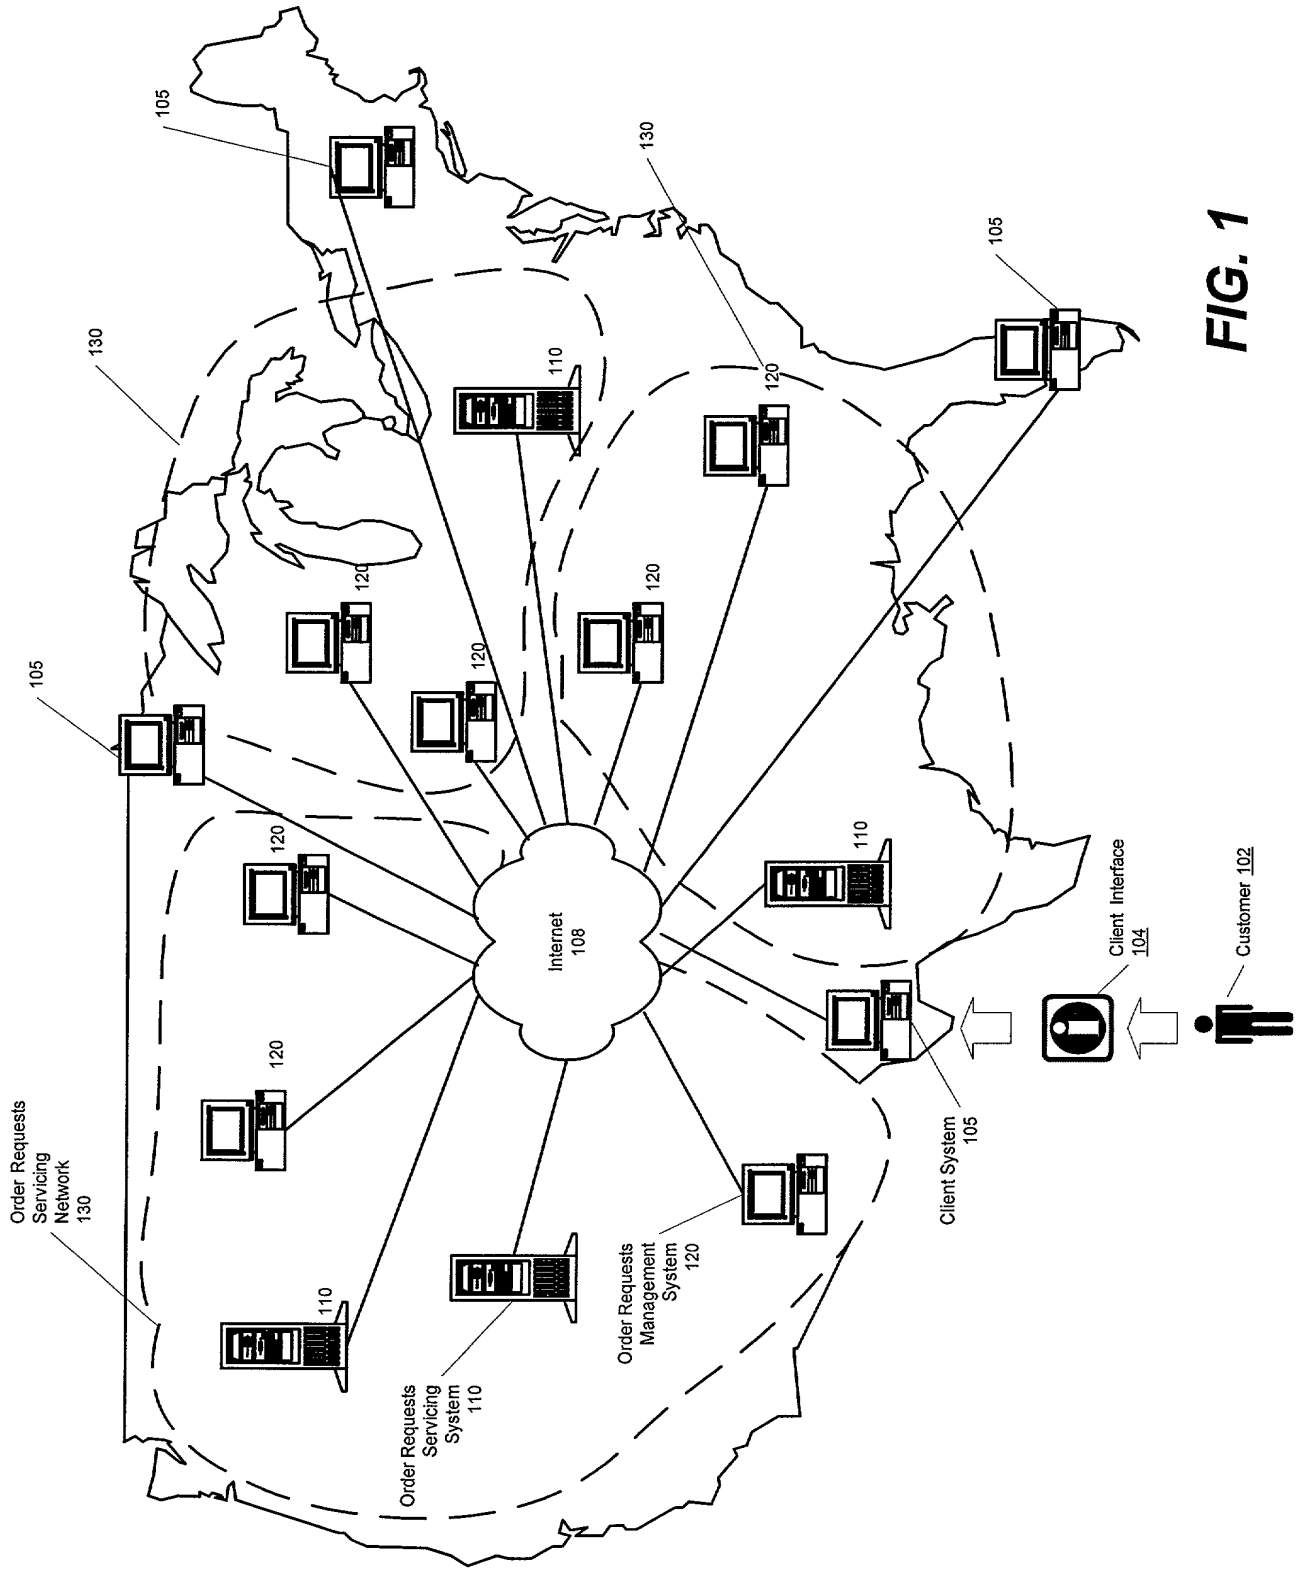 Order Requests
Servicing
Network
130
105
130
105
110
120
120
120
120
110
130
120
120
105
Order Requests
Servicing
System
110
Internet
108
Order Requests
Management
System
120
110
Client System
105
Client Interface
104
Customer 102
FIG. 1